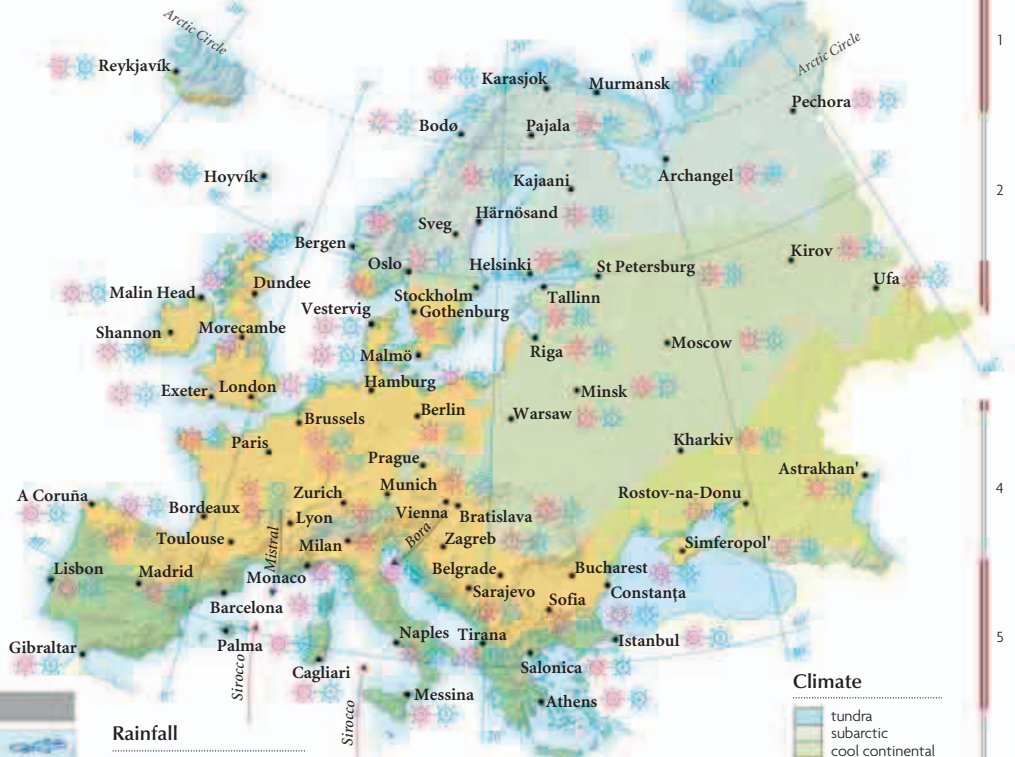 Arctic Circle
1
Reykjavík
Karasjok
Murmansk
Arctic Circle
Pechora
Bodø
Pajala
Hoyvík
Kajaani
Archangel
2
Härnösand
Sveg
Bergen
Oslo
Helsinki
St Petersburg
Kirov
Ufa
Malin Head
Dundee
Stockholm
Tallinn
Vestervig
Gothenburg
Shannon
Morecambe
Malmö
Riga
Moscow
Exeter
London
Hamburg
Minsk
Brussels
Berlin
Warsaw
Paris
Kharkiv
Prague
Astrakhan'
A Coruña
Zurich
Munich
Rostov-na-Donu
4
Bordeaux
Lyon
Vienna
Bratislava
Toulouse
Mistral
Milan
Bora
Zagreb
Simferopol'
Lisbon
Madrid
Monaco
Belgrade
Bucharest
Barcelona
Sarajevo
Constanța
Sofia
Gibraltar
Palma
Naples
Tirana
Istanbul
5
Sirocco
Cagliari
Salonica
Sirocco
Messina
Athens
Climate
Rainfall
tundra
subarctic
cool continental